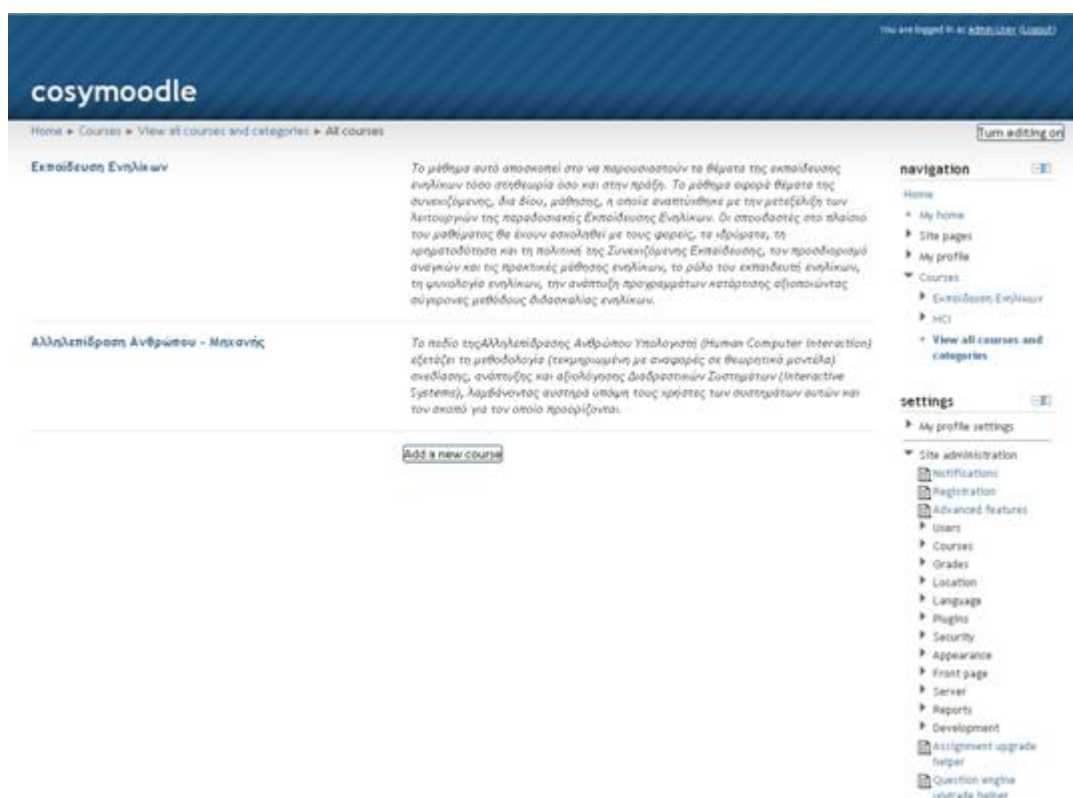 You are logged in as Admin User (Logout)
cosymoodle
Home ► Courses ► View all courses and categories ► All courses
Turn editing on
Εκπαίδευση Ενηλίκων
Το μάθημα αυτό αποσκοπεί στο να παρουσιαστούν τα θέματα της εκπαίδευσης
ενηλίκων τόσο στηθεωρία όσο και στην πράξη. Το μάθημα αφορά θέματα της
συνεχιζόμενης, δια βίου, μάθησης, η οποία αναπτύχθηκε με την μετεξέλιξη των
λειτουργιών της παραδοσιακής Εκπαίδευσης Ενηλίκων. Οι σπουδαστές στο πλαίσιο
του μαθήματος θα έχουν ασχοληθεί με τους φορείς, τα ιδρύματα, τη
χρηματοδότηση και τη πολιτική της Συνεχιζόμενης Εκπαίδευσης, τον προσδιορισμό
αναγκών και τις πρακτικές μάθησης ενηλίκων, το ρόλο του εκπαιδευτή ενηλίκων,
τη ψυχολογία ενηλίκων, την ανάπτυξη προγραμμάτων κατάρτισης αξιοποιώντας
σύγχρονες μεθόδους διδασκαλίας ενηλίκων.
Αλληλεπίδραση Ανθρώπου - Μηχανής
Το πεδίο τηςΑλληλεπίδρασης Ανθρώπου Υπολογιστή (Human Computer Interaction)
εξετάζει τη μεθοδολογία (τεκμηριωμένη με αναφορές σε θεωρητικά μοντέλα)
σχεδίασης, ανάπτυξης και αξιολόγησης Διαδραστικών Συστημάτων (Interactive
Systems), λαμβάνοντας αυστηρά υπόψη τους χρήστες των συστημάτων αυτών και
τον σκοπό για τον οποίο προορίζονται.
Add a new course
navigation
Home
My home
Site pages
My profile
Courses
Εκπαίδευση Ενηλίκων
HCI
View all courses and
categories
settings
My profile settings
Site administration
Notifications
Registration
Advanced features
Users
Courses
Grades
Location
Language
Plugins
Security
Appearance
Front page
Server
Reports
Development
Assignment upgrade
helper
Question engine
upgrade helper